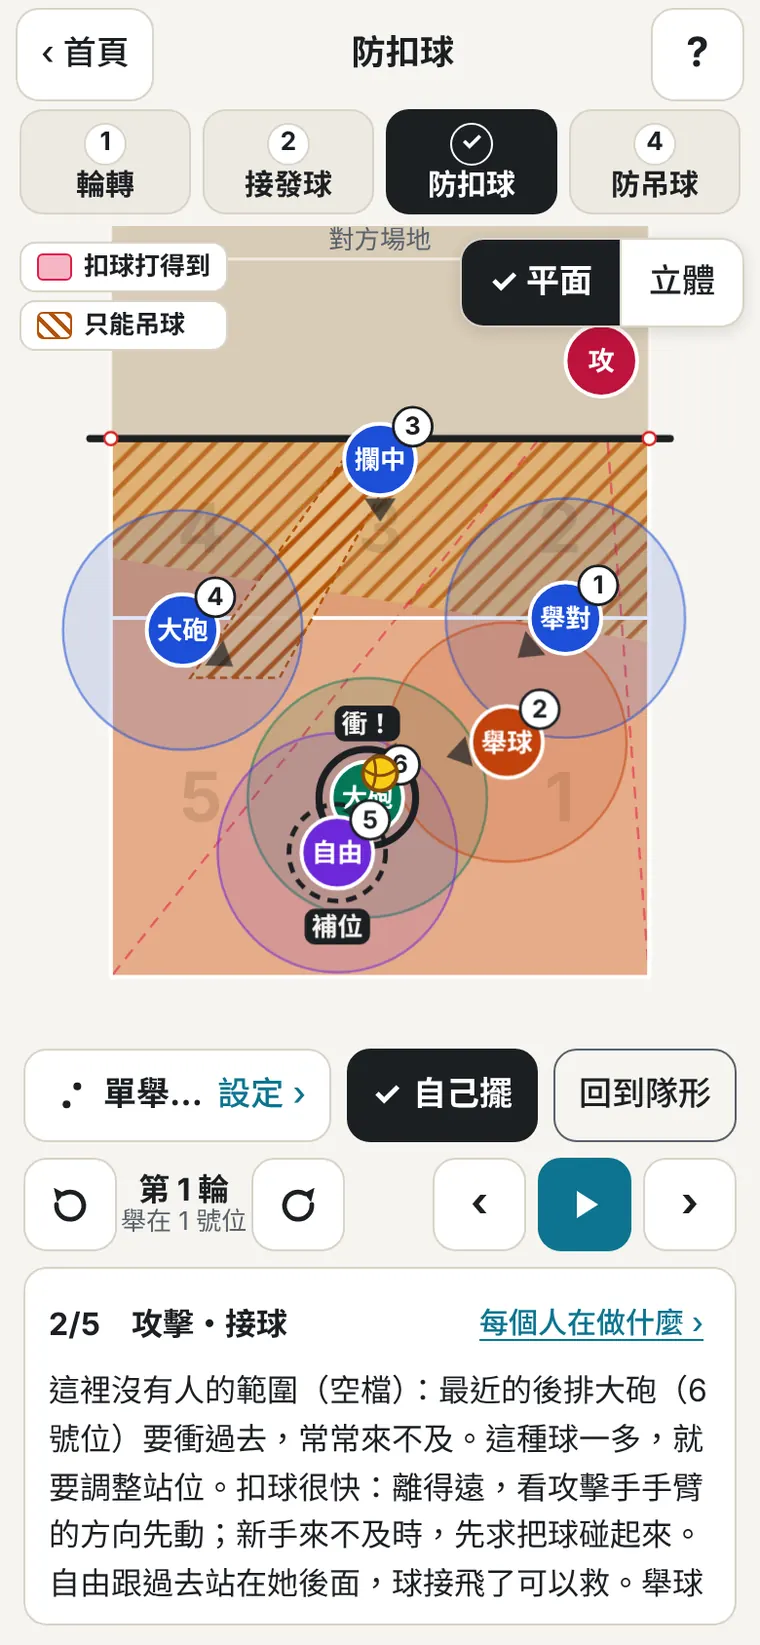 ‹ 首頁
防扣球
?
1
輪轉
2
接發球
防扣球
4
防吊球
對方場地
扣球打得到
只能吊球
平面
立體
攻
3
攔中
4
3
2
4
大砲
1
舉對
2
舉球
衝！
6
大砲
5
自由
補位
5
1
單舉… 設定 ›
自己擺
回到隊形
第 1 輪
舉在 1 號位
‹
›
2/5 攻擊・接球
每個人在做什麼 ›
這裡沒有人的範圍（空檔）：最近的後排大砲（6
號位）要衝過去，常常來不及。這種球一多，就
要調整站位。扣球很快：離得遠，看攻擊手手臂
的方向先動；新手來不及時，先求把球碰起來。
自由跟過去站在她後面，球接飛了可以救。舉球